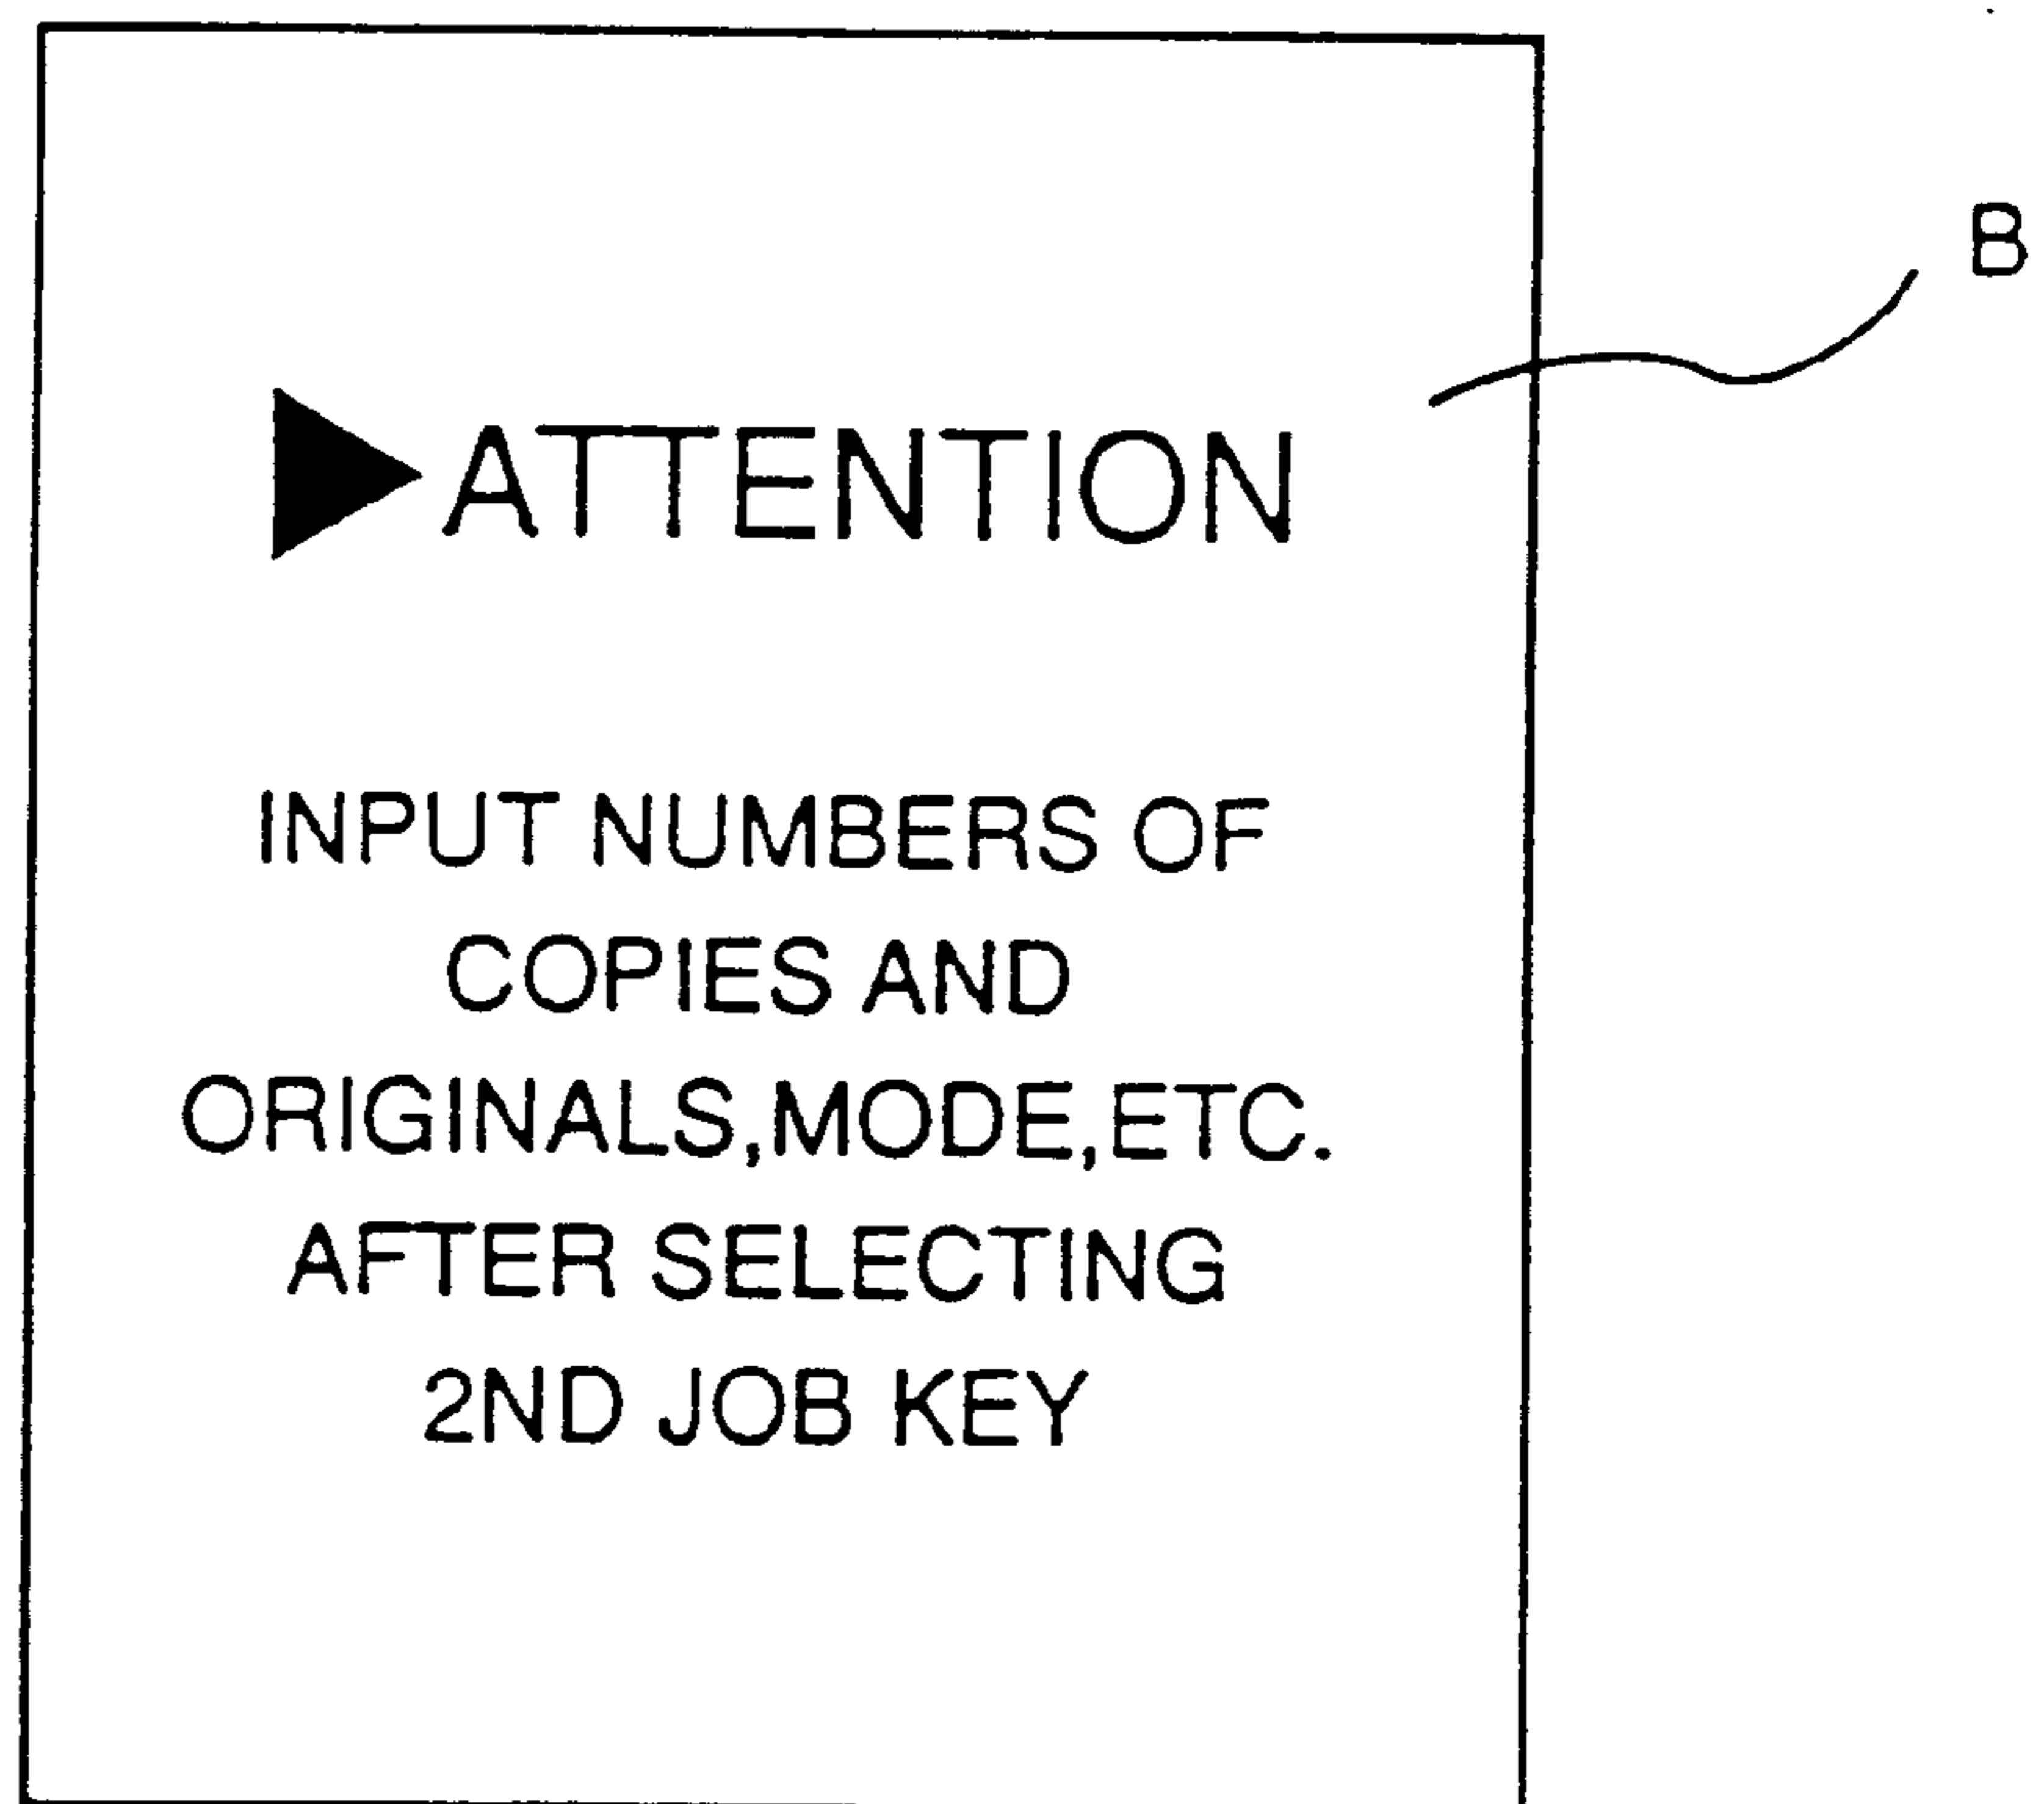 B
▶ATTENTION
INPUT NUMBERS OF
COPIES AND
ORIGINALS,MODE,ETC.
AFTER SELECTING
2ND JOB KEY